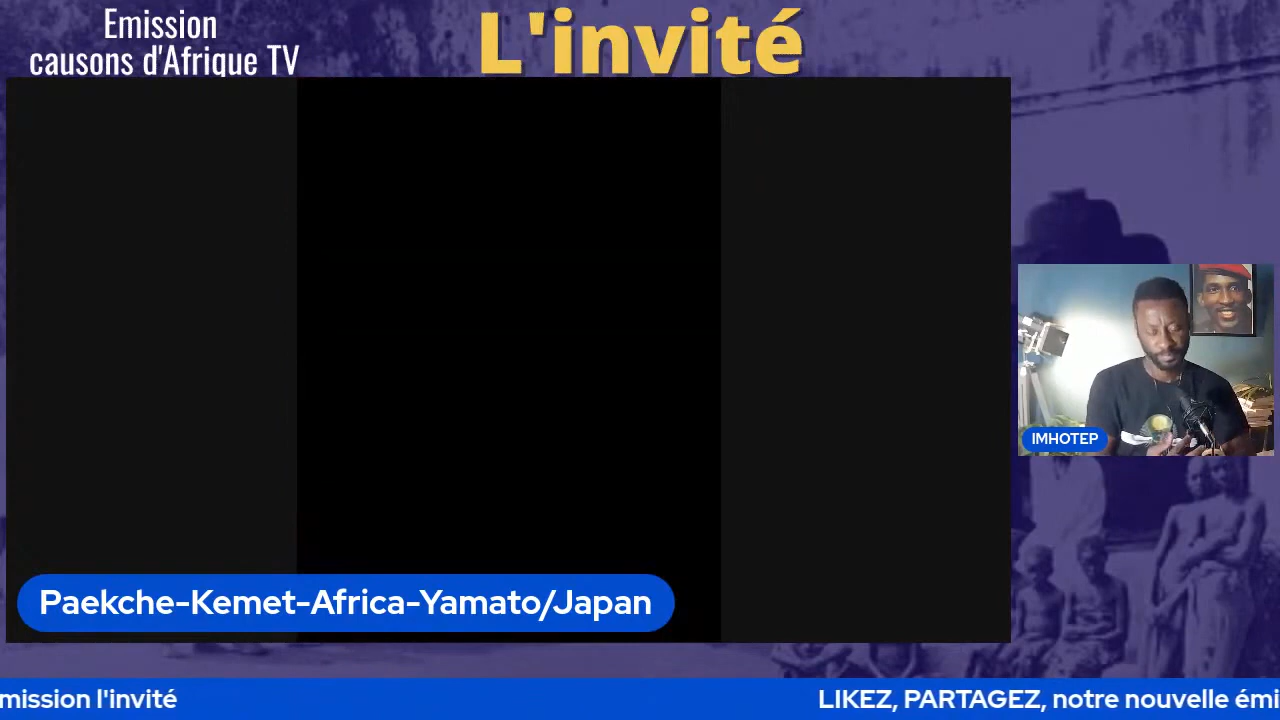 Emission
causons d'Afrique TV
L'invité
IMHOTEP
Paekche-Kemet-Africa-Yamato/Japan
mission l'invité
LIKEZ, PARTAGEZ, notre nouvelle émi